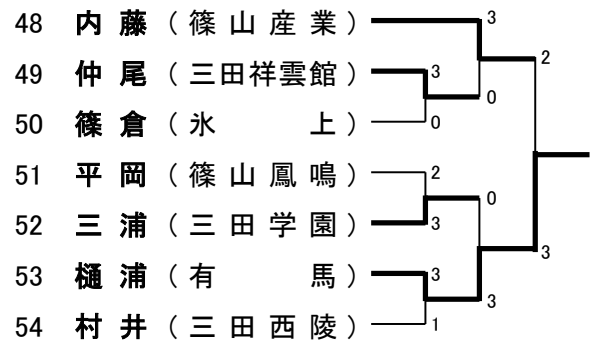 48 内藤 (篠山産業) 3
2
49 仲尾 (三田祥雲館) 3
0
50 篠倉 (氷上) 0
51 平岡 (篠山鳳鳴) 2
0
52 三浦 (三田学園) 3
3
53 樋浦 (有馬) 3
3
54 村井 (三田西陵) 1